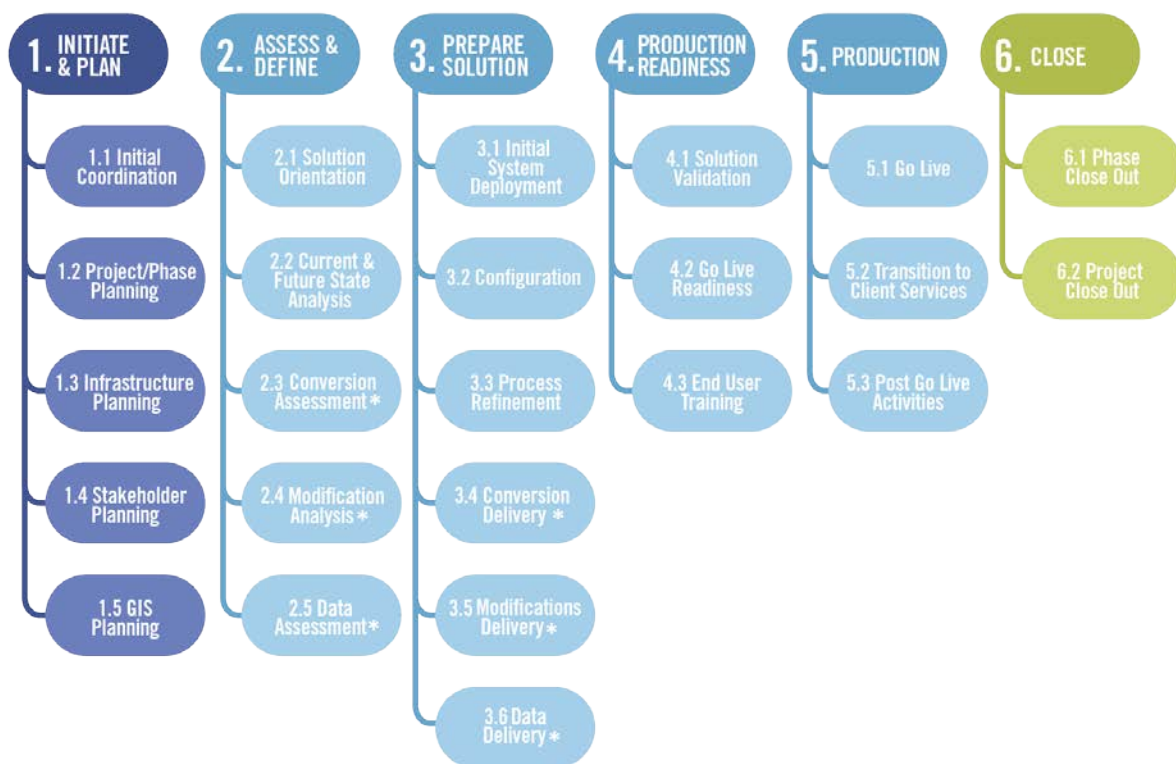 1. INITIATE
& PLAN
1.1 Initial
Coordination
1.2 Project/Phase
Planning
1.3 Infrastructure
Planning
1.4 Stakeholder
Planning
1.5 GIS
Planning
2. ASSESS &
DEFINE
2.1 Solution
Orientation
2.2 Current &
Future State
Analysis
2.3 Conversion
Assessment*
2.4 Modification
Analysis*
2.5 Data
Assessment*
3. PREPARE
SOLUTION
3.1 Initial
System
Deployment
3.2 Configuration
3.3 Process
Refinement
3.4 Conversion
Delivery *
3.5 Modifications
Delivery*
3.6 Data
Delivery*
4. PRODUCTION
READINESS
4.1 Solution
Validation
4.2 Go Live
Readiness
4.3 End User
Training
5. PRODUCTION
5.1 Go Live
5.2 Transition to
Client Services
5.3 Post Go Live
Activities
6. CLOSE
6.1 Phase
Close Out
6.2 Project
Close Out